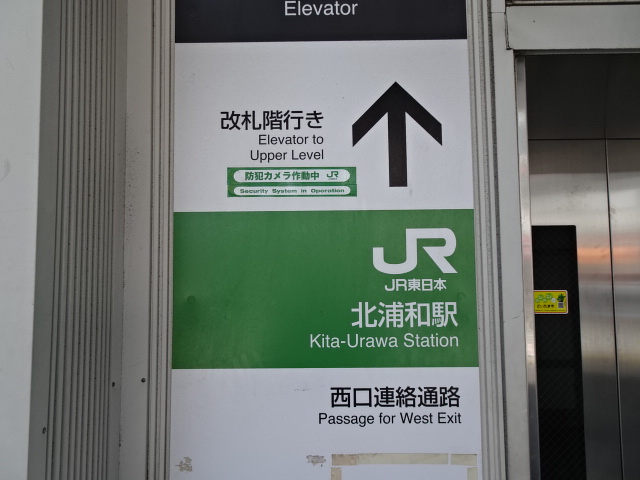 Elevator
改札階行き
Elevator to
Upper Level
防犯カメラ作動中 JR
Security System in Operation
JR
JR東日本
北浦和駅
Kita-Urawa Station
西口連絡通路
Passage for West Exit